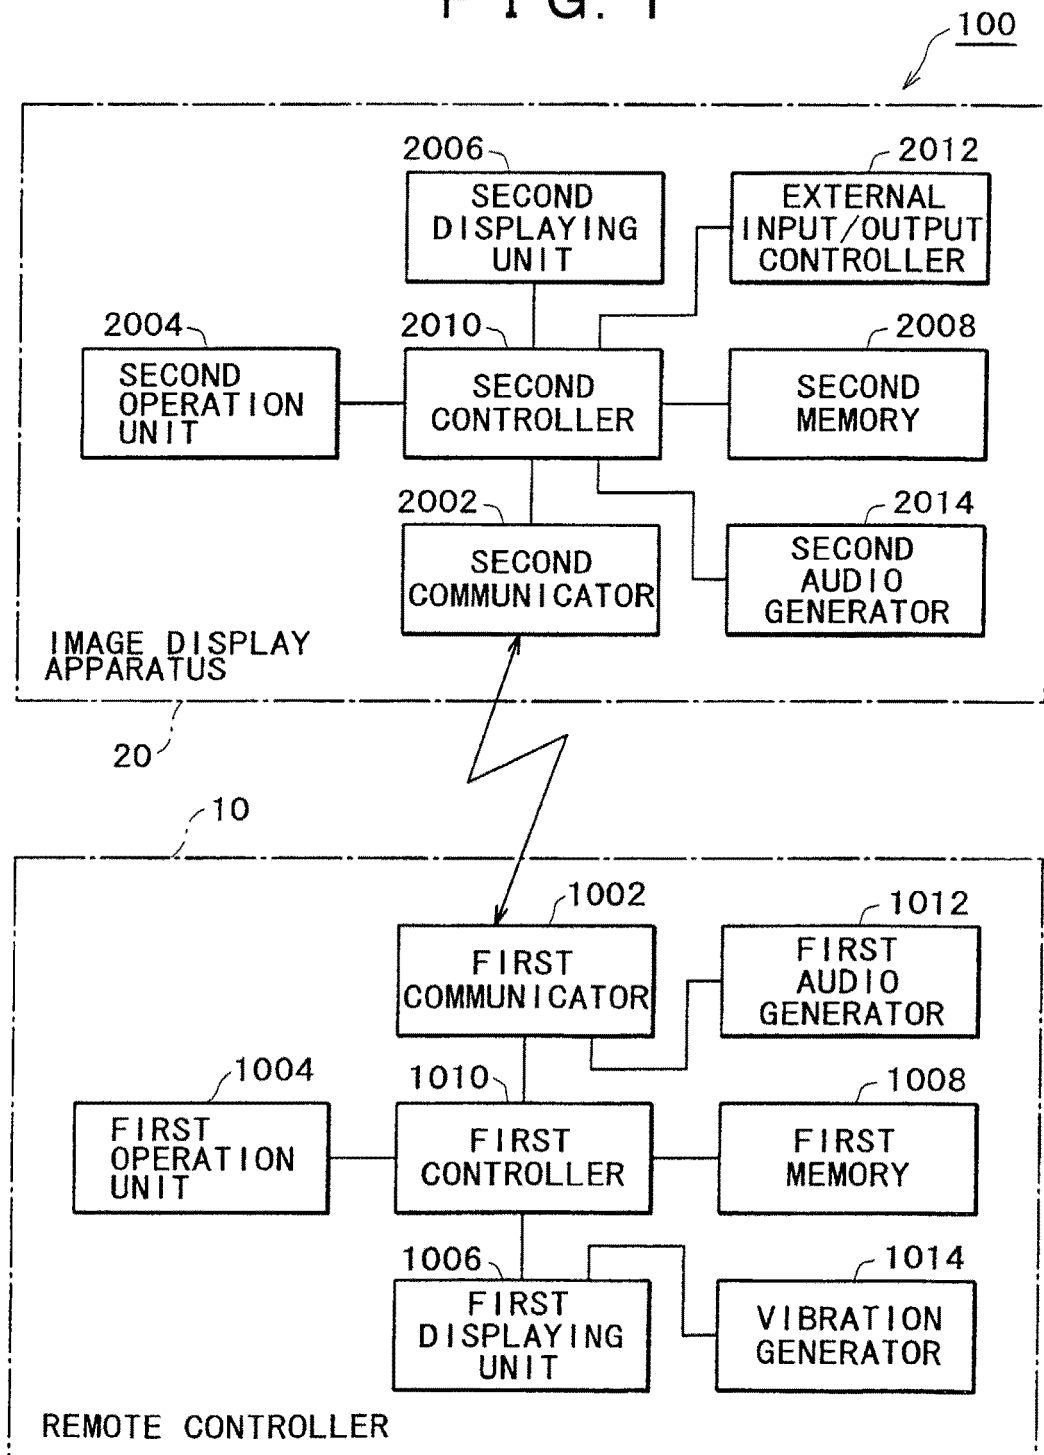 FIG. 1
100
2006
SECOND
DISPLAYING
UNIT
2012
EXTERNAL
INPUT/OUTPUT
CONTROLLER
2004
SECOND
OPERATION
UNIT
2010
SECOND
CONTROLLER
2008
SECOND
MEMORY
2002
SECOND
COMMUNICATOR
2014
SECOND
AUDIO
GENERATOR
IMAGE DISPLAY
APPARATUS
20
10
1002
FIRST
COMMUNICATOR
1012
FIRST
AUDIO
GENERATOR
1004
FIRST
OPERATION
UNIT
1010
FIRST
CONTROLLER
1008
FIRST
MEMORY
1006
FIRST
DISPLAYING
UNIT
1014
VIBRATION
GENERATOR
REMOTE CONTROLLER